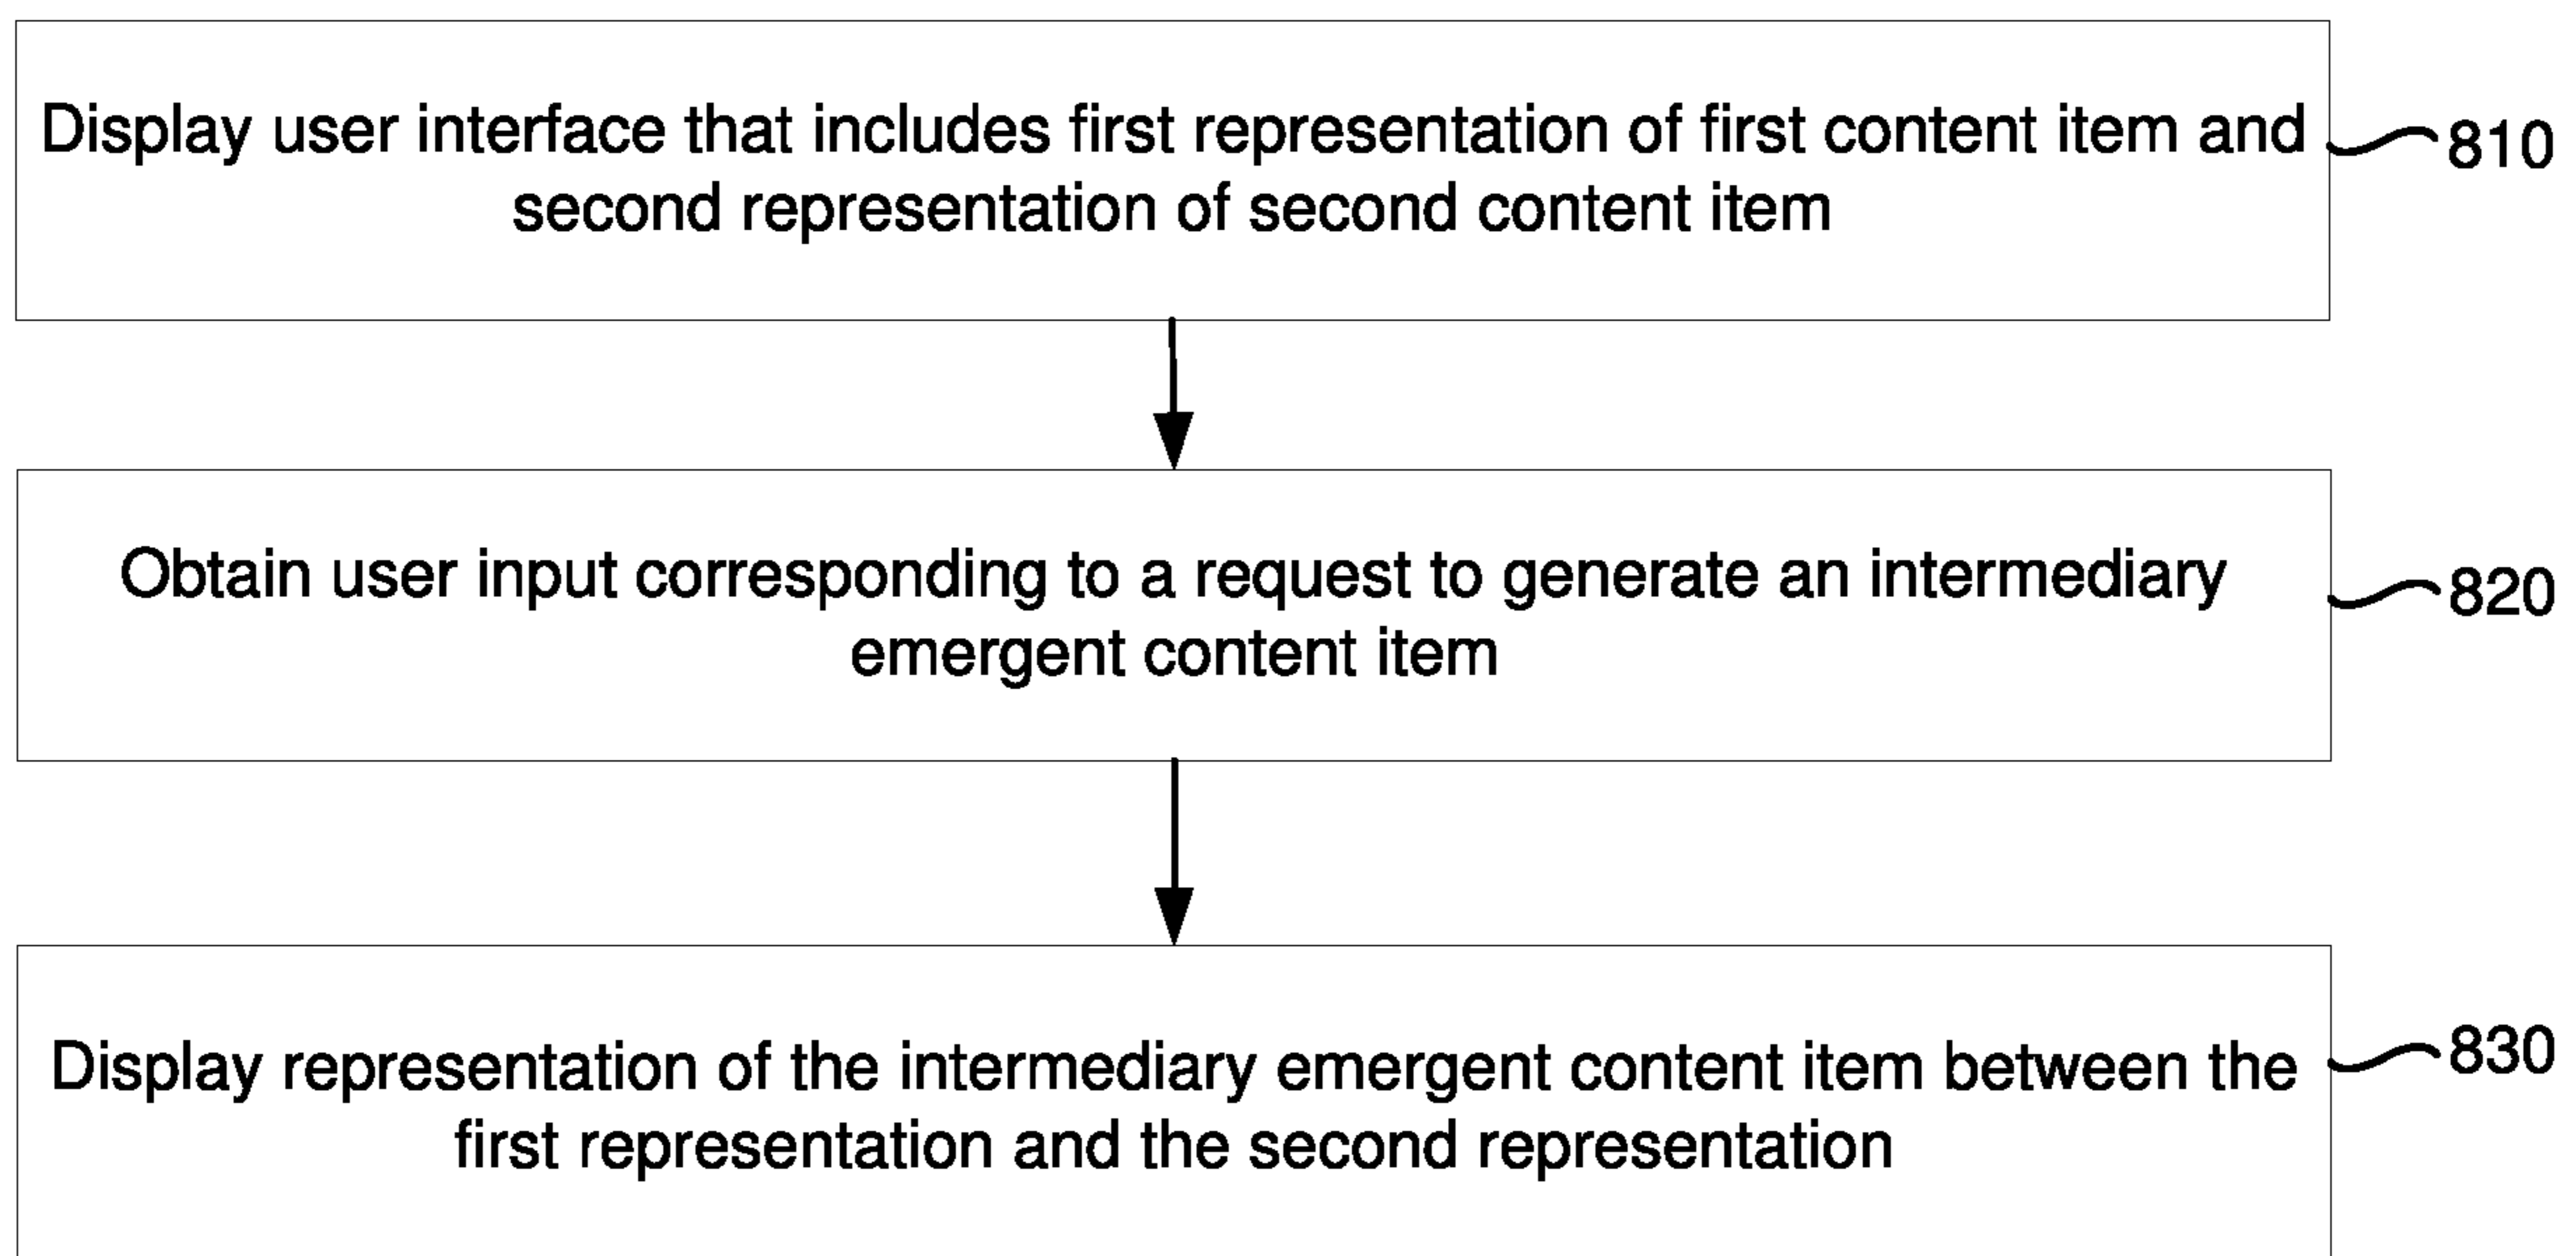 Display user interface that includes first representation of first content item and
second representation of second content item
810
Obtain user input corresponding to a request to generate an intermediary
emergent content item
820
Display representation of the intermediary emergent content item between the
first representation and the second representation
830